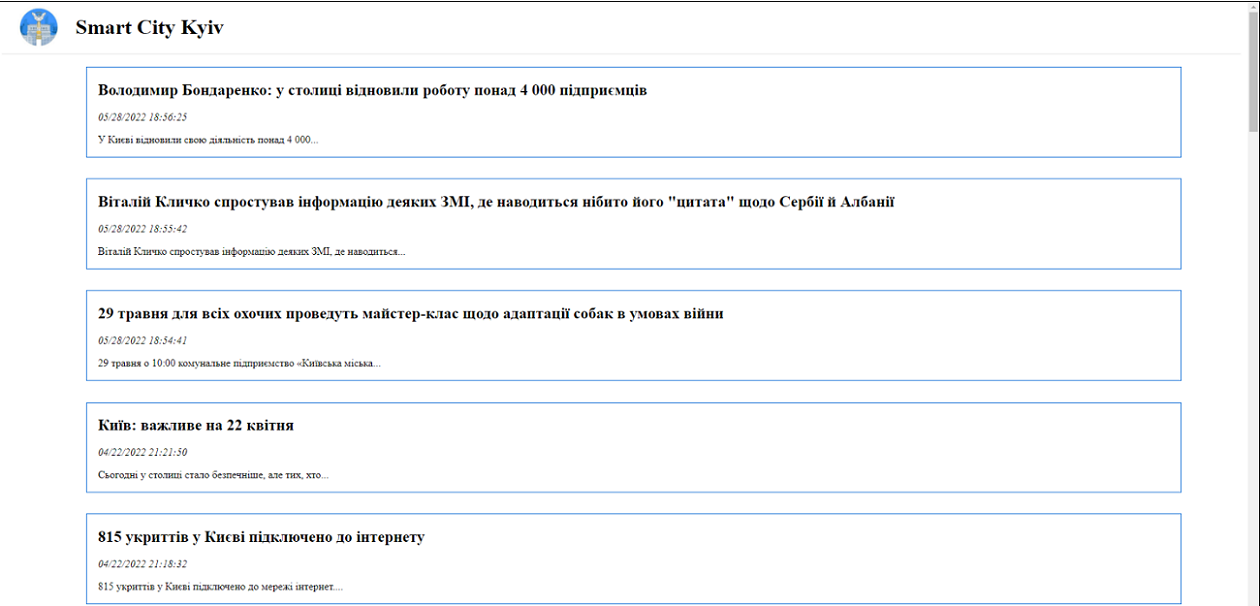 Smart City Kyiv
Володимир Бондаренко: у столиці відновили роботу понад 4 000 підприємців
05/28/2022 18:56:25
У Києві відновили свою діяльність понад 4 000...
Віталій Кличко спростував інформацію деяких ЗМІ, де наводиться нібито його "цитата" щодо Сербії й Албанії
05/28/2022 18:55:42
Віталій Кличко спростував інформацію деяких ЗМІ, де наводиться...
29 травня для всіх охочих проведуть майстер-клас щодо адаптації собак в умовах війни
05/28/2022 18:54:41
29 травня о 10:00 комунальне підприємство «Київська міська...
Київ: важливе на 22 квітня
04/22/2022 21:21:50
Сьогодні у столиці стало безпечніше, але тих, хто...
815 укриттів у Києві підключено до інтернету
04/22/2022 21:18:32
815 укриттів у Києві підключено до мережі інтернет....